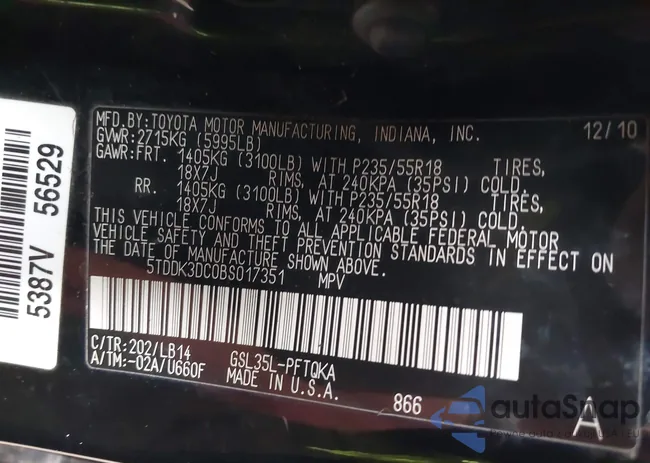 5387V 56529
MFD.BY:TOYOTA MOTOR MANUFACTURING, INDIANA, INC. 12/10
GVWR:2715KG (5995LB)
GAWR:FRT. 1405KG (3100LB) WITH P235/55R18 TIRES,
18X7J RIMS, AT 240KPA (35PSI) COLD.
RR. 1405KG (3100LB) WITH P235/55R18 TIRES,
18X7J RIMS, AT 240KPA (35PSI) COLD.
THIS VEHICLE CONFORMS TO ALL APPLICABLE FEDERAL MOTOR
VEHICLE SAFETY AND THEFT PREVENTION STANDARDS IN EFFECT ON
THE DATE OF MANUFACTURE SHOWN ABOVE.
5TDDK3DC0BS017351 MPV
C/TR:202/LB14 GSL35L-PFTQKA
A/TM:-02A/U660F MADE IN U.S.A. 866 A
autoSnap